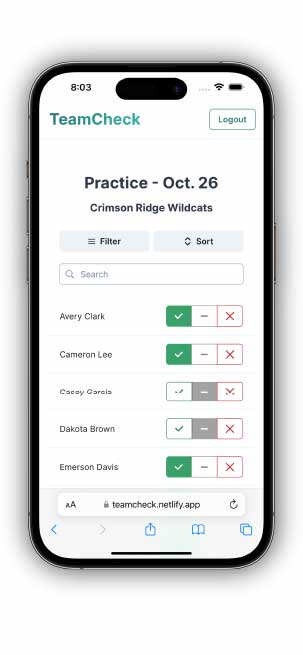 8:03
TeamCheck
Logout
Practice - Oct. 26
Crimson Ridge Wildcats
Filter
Sort
Search
Avery Clark
Cameron Lee
Casey Garcia
Dakota Brown
Emerson Davis
AA
teamcheck.netlify.app